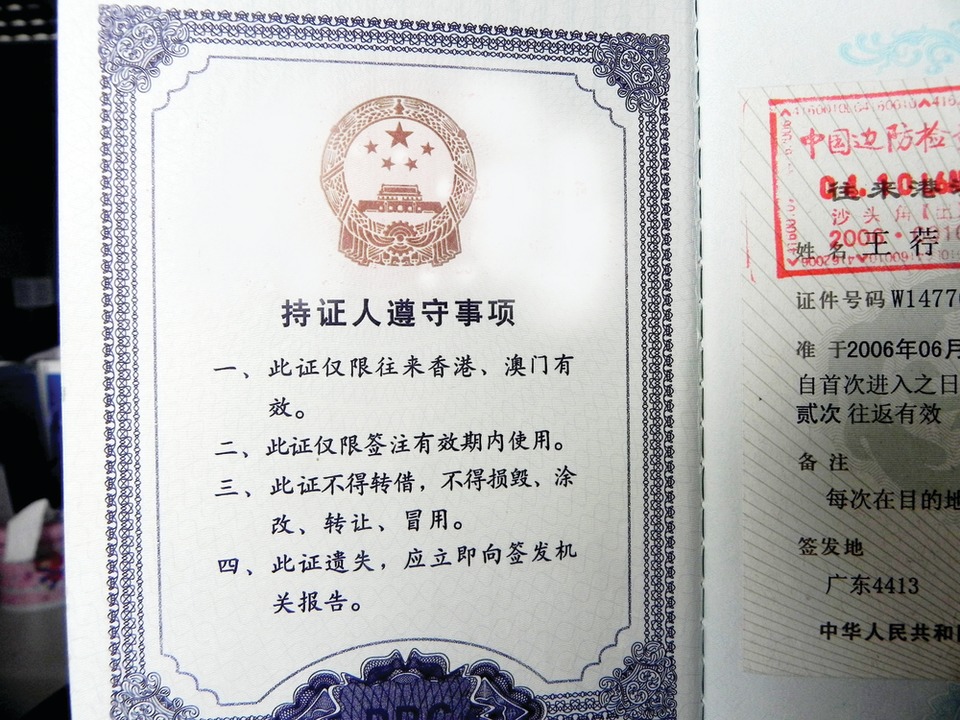 持证人遵守事项
一、此证仅限往来香港、澳门有
效。
二、此证仅限签注有效期内使用。
三、此证不得转借，不得损毁、涂
改、转让、冒用。
四、此证遗失，应立即向签发机
关报告。
中国边防检
往来港
沙头角
2006
姓名 王荇
证件号码 W1477
准 于2006年06月
自首次进入之日
贰次 往返有效
备 注
每次在目的地
签发地
广东4413
中华人民共和